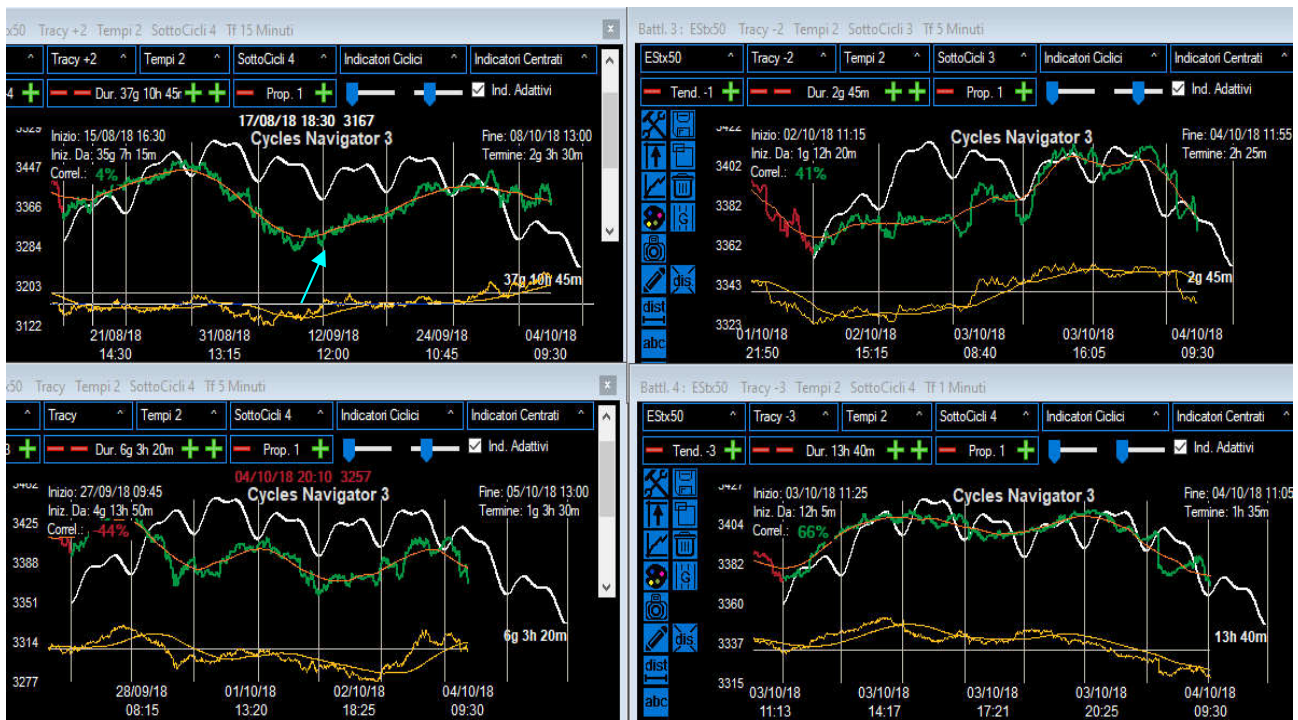 x50 Tracy +2 Tempi 2 SottoCicli 4 Tf 15 Minuti
x
^ Tracy +2 ^ Tempi 2 ^ SottoCicli 4 ^ Indicatori Ciclici ^ Indicatori Centrati ^
-4 Dur. 37g 10h 45r Prop. 1 Ind. Adattivi
17/08/18 18:30 3167
Cycles Navigator 3
Inizio: 15/08/18 16:30
Iniz. Da: 35g 7h 15m
Correl.: 4%
Fine: 08/10/18 13:00
Termine: 2g 3h 30m
3529
3447
3366
3284
3203
3122
37g 10h 45m
21/08/18 31/08/18 12/09/18 24/09/18 04/10/18
14:30 13:15 12:00 10:45 09:30
Battl. 3 : EStx50 Tracy -2 Tempi 2 SottoCicli 3 Tf 5 Minuti
EStx50 ^ Tracy -2 ^ Tempi 2 ^ SottoCicli 3 ^ Indicatori Ciclici ^ Indicatori Centrati ^
Tend. -1 Dur. 2g 45m Prop. 1 Ind. Adattivi
Cycles Navigator 3
Inizio: 02/10/18 11:15
Iniz. Da: 1g 12h 20m
Correl.: 41%
Fine: 04/10/18 11:55
Termine: 2h 25m
G
dis
dist
abc
3422
3402
3382
3362
3343
3323
2g 45m
01/10/18 02/10/18 03/10/18 03/10/18 04/10/18
21:50 15:15 08:40 16:05 09:30
x50 Tracy Tempi 2 SottoCicli 4 Tf 5 Minuti
x
^ Tracy ^ Tempi 2 ^ SottoCicli 4 ^ Indicatori Ciclici ^ Indicatori Centrati ^
3 Dur. 6g 3h 20m Prop. 1 Ind. Adattivi
04/10/18 20:10 3257
Cycles Navigator 3
Inizio: 27/09/18 09:45
Iniz. Da: 4g 13h 50m
Correl.: -44%
Fine: 05/10/18 13:00
Termine: 1g 3h 30m
3462
3425
3388
3351
3314
3277
6g 3h 20m
28/09/18 01/10/18 02/10/18 04/10/18
08:15 13:20 18:25 09:30
Battl. 4 : EStx50 Tracy -3 Tempi 2 SottoCicli 4 Tf 1 Minuti
EStx50 ^ Tracy -3 ^ Tempi 2 ^ SottoCicli 4 ^ Indicatori Ciclici ^ Indicatori Centrati ^
Tend. -3 Dur. 13h 40m Prop. 1 Ind. Adattivi
Cycles Navigator 3
Inizio: 03/10/18 11:25
Iniz. Da: 12h 5m
Correl.: 66%
Fine: 04/10/18 11:05
Termine: 1h 35m
G
dis
dist
abc
3427
3404
3382
3360
3337
3315
13h 40m
03/10/18 03/10/18 03/10/18 03/10/18 04/10/18
11:13 14:17 17:21 20:25 09:30